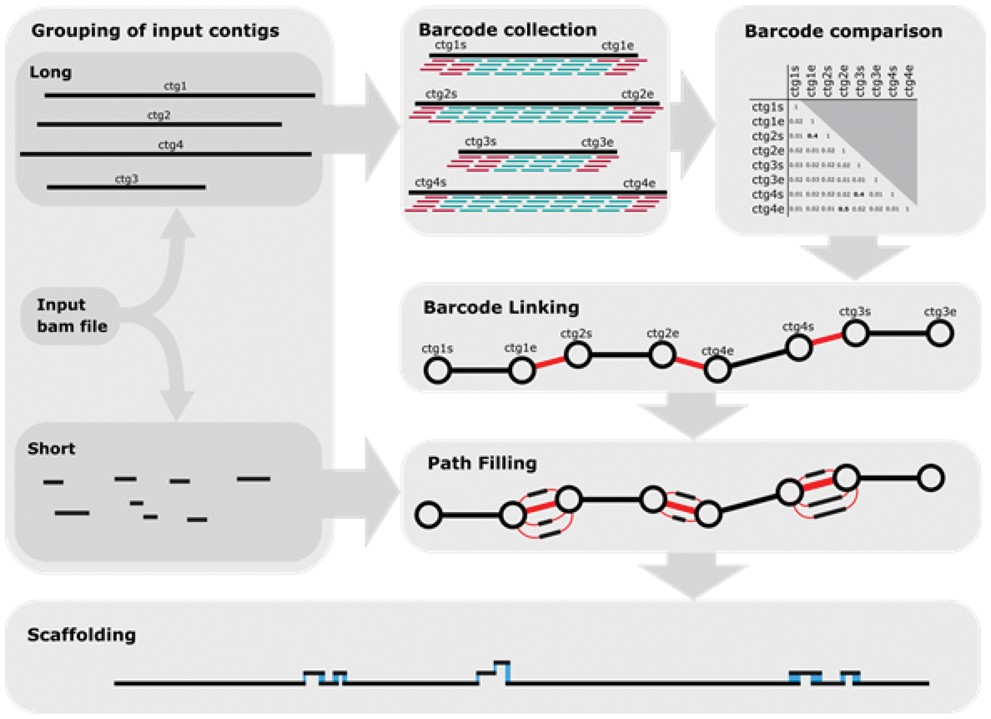 Grouping of input contigs
Long
ctg1
ctg2
ctg4
ctg3
Input
bam file
Short
Barcode collection
ctg1s ctg1e
ctg2s ctg2e
ctg3s ctg3e
ctg4s ctg4e
Barcode comparison
ctg1s ctg1e ctg2s ctg2e ctg3s ctg3e ctg4s ctg4e
ctg1s 1
ctg1e 0.02 1
ctg2s 0.01 0.4 1
ctg2e 0.02 0.01 0.02 1
ctg3s 0.03 0.02 0.02 0.02 1
ctg3e 0.02 0.03 0.02 0.01 0.01 1
ctg4s 0.01 0.02 0.02 0.02 0.4 0.01 1
ctg4e 0.01 0.02 0.01 0.5 0.02 0.02 0.01 1
Barcode Linking
ctg1s ctg1e ctg2s ctg2e ctg4e ctg4s ctg3s ctg3e
Path Filling
Scaffolding